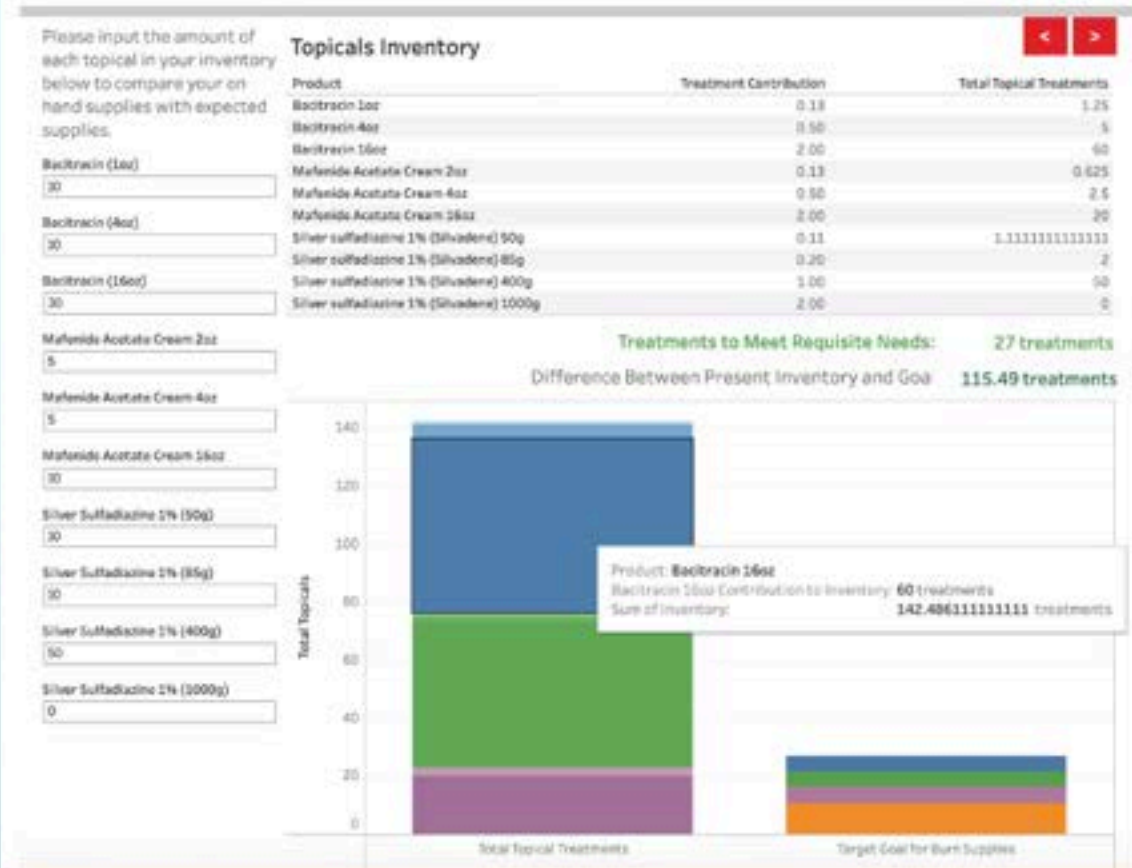 Please input the amount of
each topical in your inventory
below to compare your on
hand supplies with expected
supplies.
Bacitracin (1oz)
10
Bacitracin (4oz)
10
Bacitracin (16oz)
30
Mafenide Acetate Cream 2oz
5
Mafenide Acetate Cream 4oz
5
Mafenide Acetate Cream 16oz
10
Silver Sulfadiazine 1% (50g)
10
Silver Sulfadiazine 1% (85g)
10
Silver Sulfadiazine 1% (400g)
50
Silver Sulfadiazine 1% (1000g)
0
Topicals Inventory
< >
Product Treatment Contribution Total Topical Treatments
Bacitracin 1oz 0.13 1.25
Bacitracin 4oz 0.50 5
Bacitracin 16oz 2.00 60
Mafenide Acetate Cream 2oz 0.13 0.625
Mafenide Acetate Cream 4oz 0.50 2.5
Mafenide Acetate Cream 16oz 2.00 20
Silver sulfadiazine 1% (Silvadene) 50g 0.11 1.1111111111111
Silver sulfadiazine 1% (Silvadene) 85g 0.20 2
Silver sulfadiazine 1% (Silvadene) 400g 1.00 50
Silver sulfadiazine 1% (Silvadene) 1000g 2.00 0
Treatments to Meet Requisite Needs: 27 treatments
Difference Between Present Inventory and Goa 115.49 treatments
Total Topicals
140
120
100
80
60
40
20
0
Product: Bacitracin 16oz
Bacitracin 16oz Contribution to Inventory: 60 treatments
Sum of Inventory: 142.486111111111 treatments
Total Topical Treatments
Target Goal for Burn Supplies